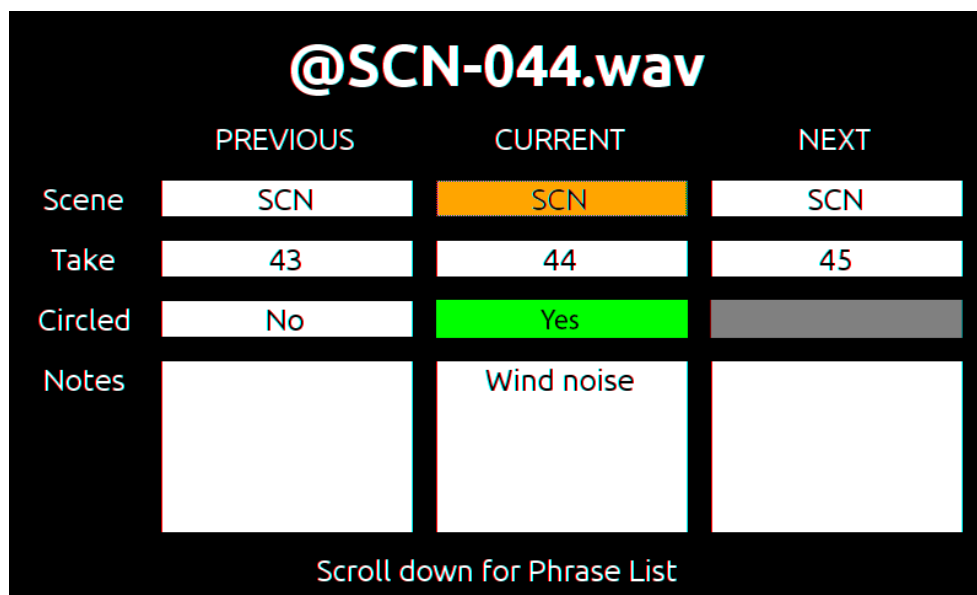 @SCN-044.wav
PREVIOUS CURRENT NEXT
Scene SCN SCN SCN
Take 43 44 45
Circled No Yes
Notes Wind noise
Scroll down for Phrase List